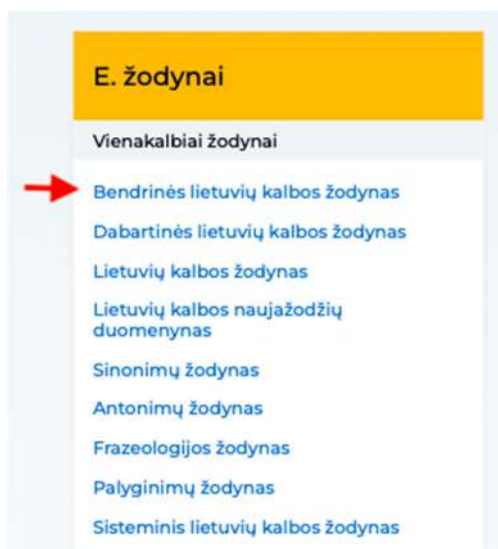 E. žodynai
Vienakalbiai žodynai
Bendrinės lietuvių kalbos žodynas
Dabartinės lietuvių kalbos žodynas
Lietuvių kalbos žodynas
Lietuvių kalbos naujažodžių
duomenynas
Sinonimų žodynas
Antonimų žodynas
Frazeologijos žodynas
Palyginimų žodynas
Sisteminis lietuvių kalbos žodynas